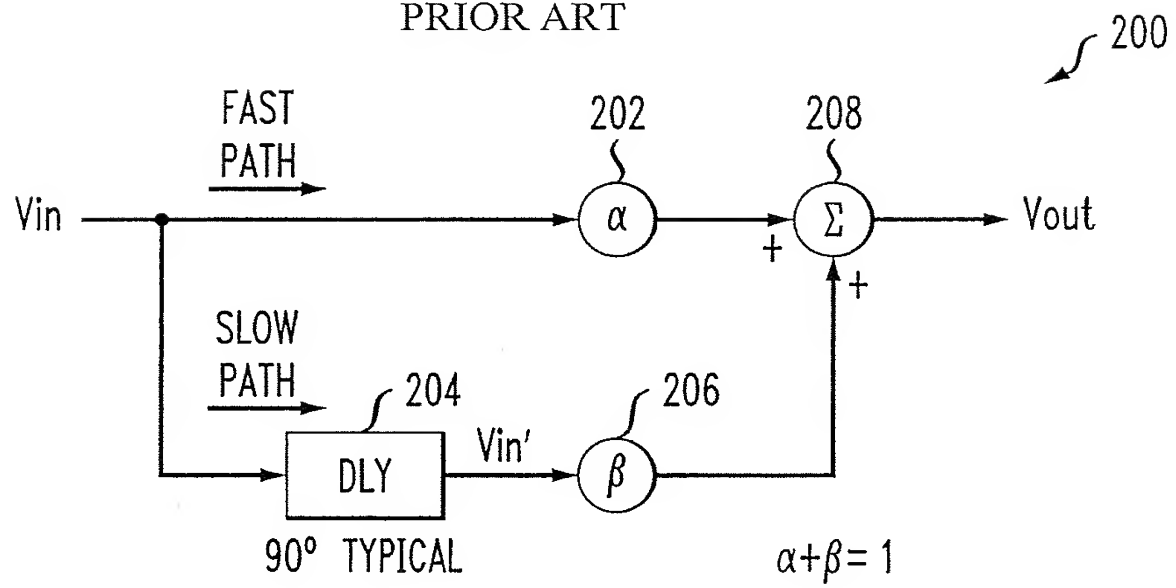 PRIOR ART
200
FAST
PATH
202
208
Vin
α
Σ
Vout
+
+
SLOW
PATH
204
206
DLY
Vin'
β
90° TYPICAL
α+β=1